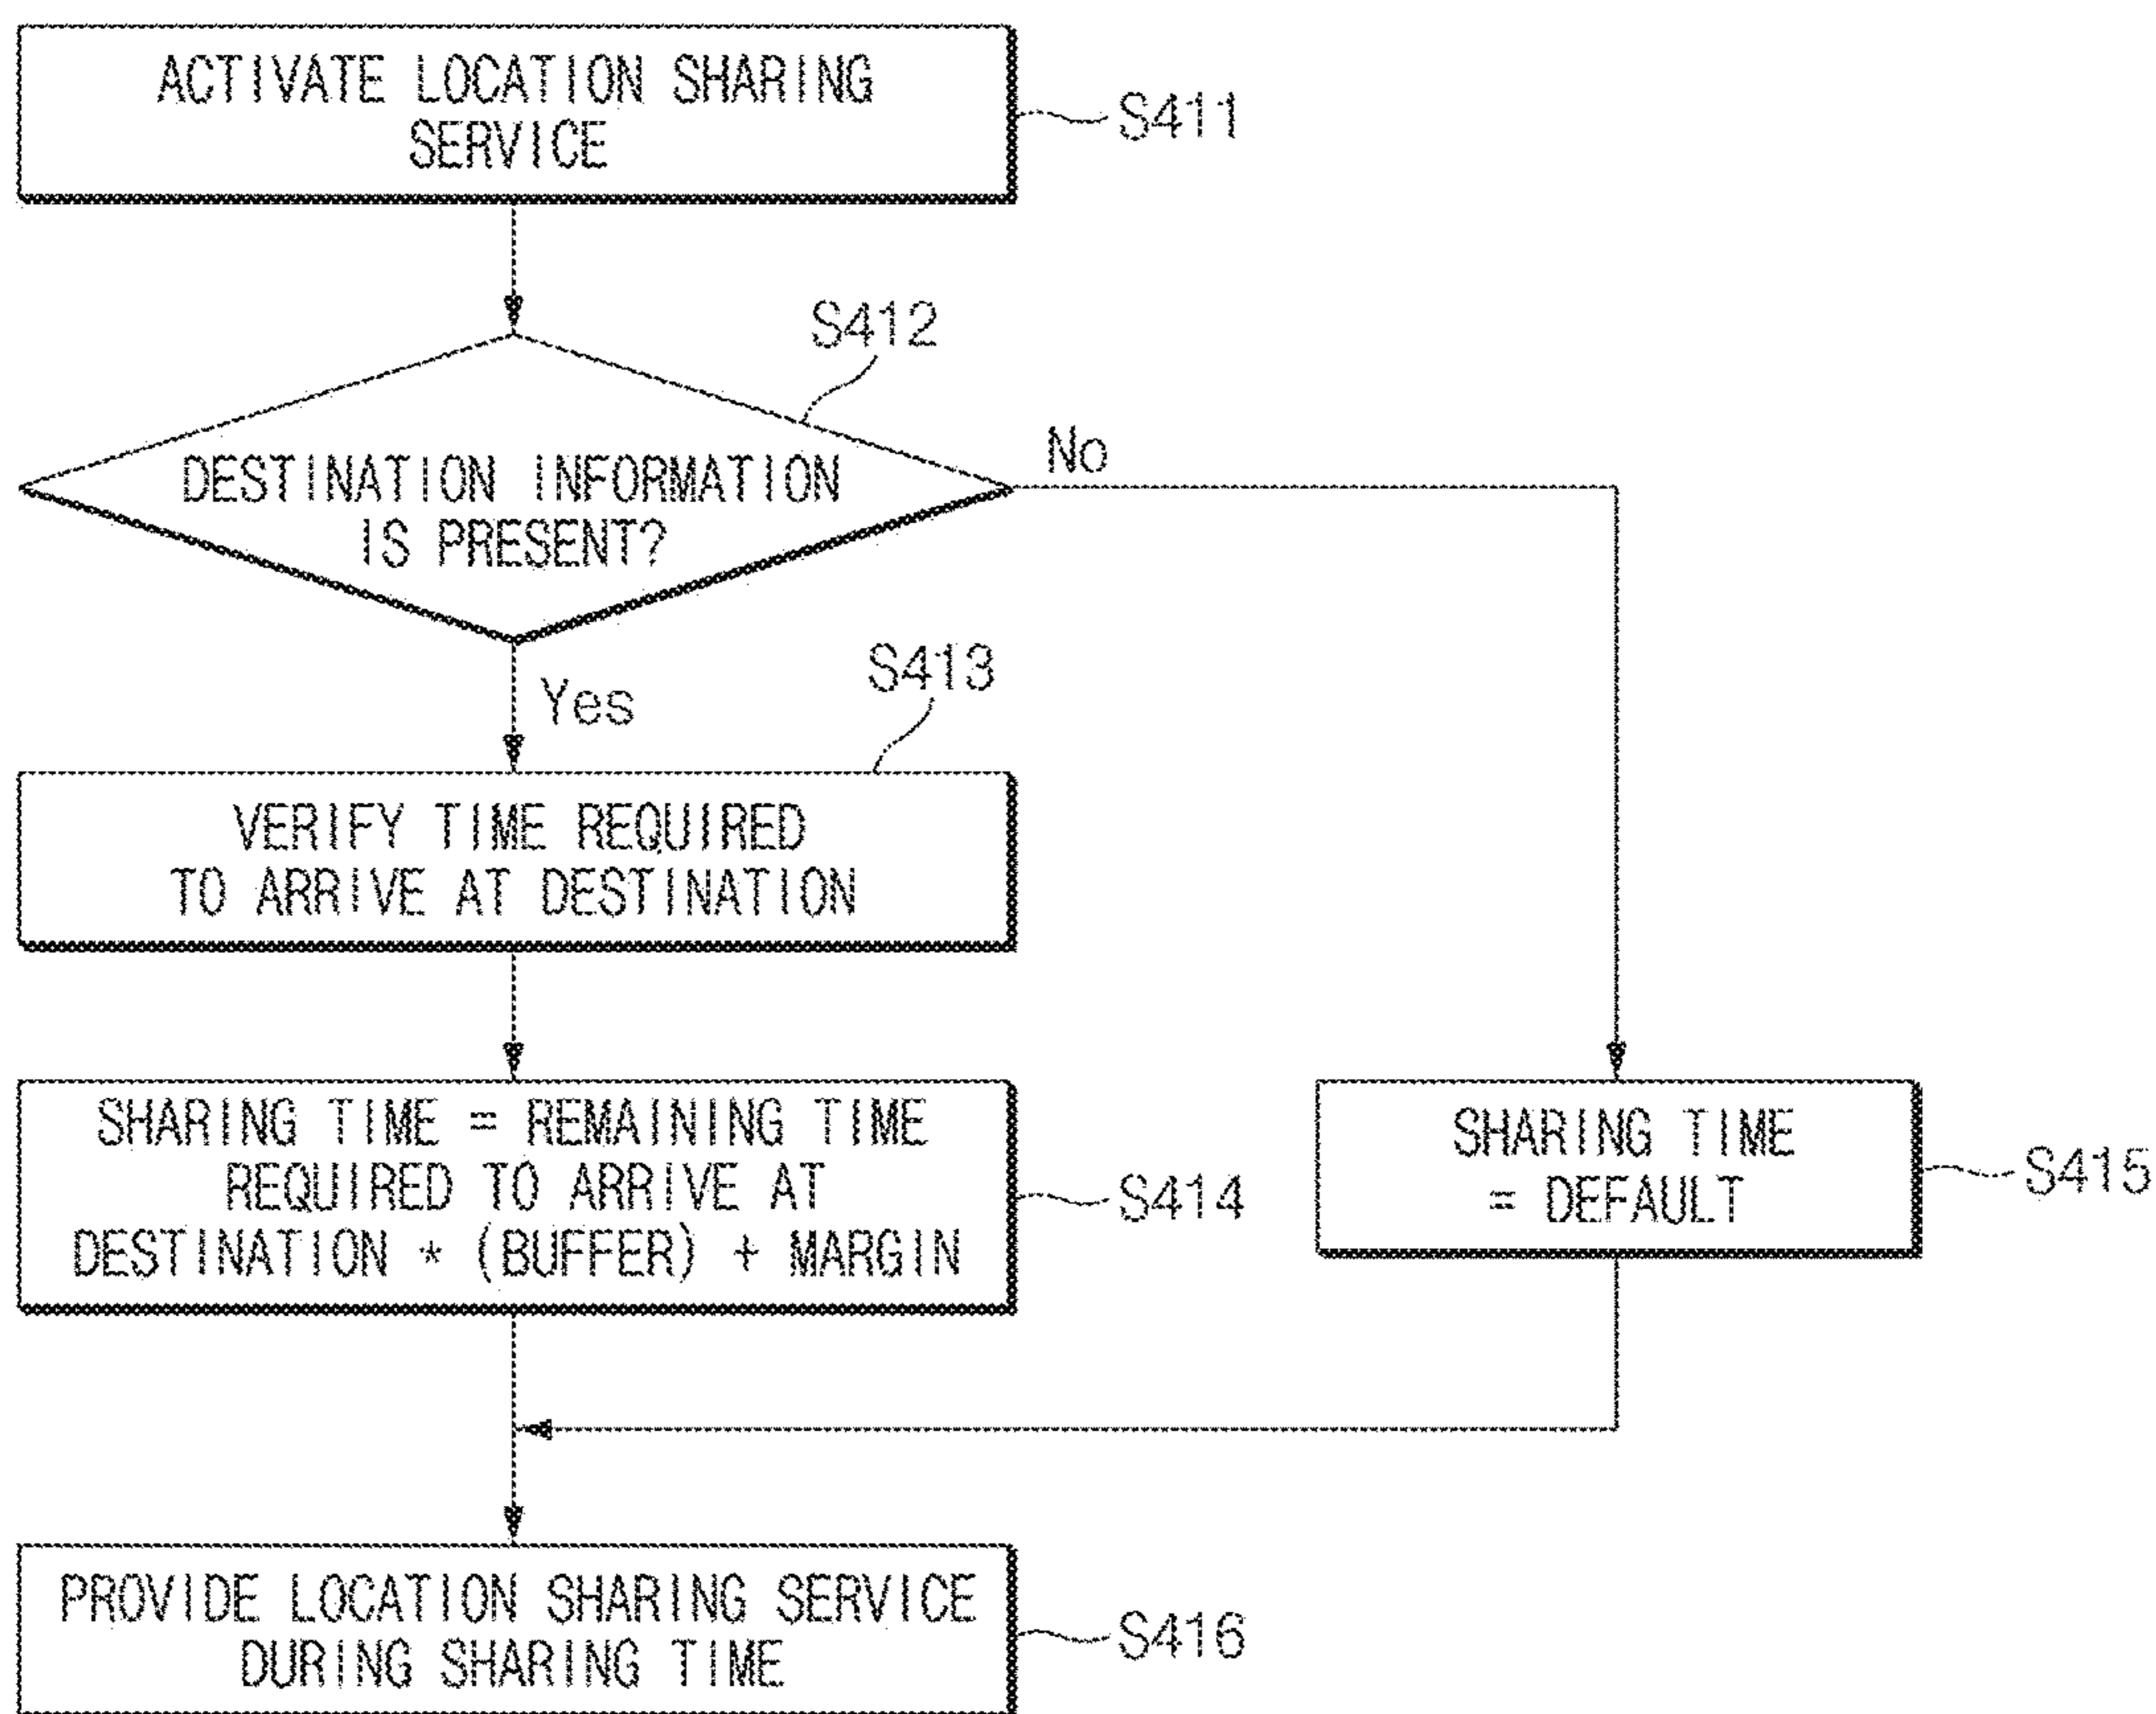 ACTIVATE LOCATION SHARING
SERVICE
S411
S412
DESTINATION INFORMATION
IS PRESENT?
No
Yes
S413
VERIFY TIME REQUIRED
TO ARRIVE AT DESTINATION
SHARING TIME = REMAINING TIME
REQUIRED TO ARRIVE AT
DESTINATION * (BUFFER) + MARGIN
S414
SHARING TIME
= DEFAULT
S415
PROVIDE LOCATION SHARING SERVICE
DURING SHARING TIME
S416